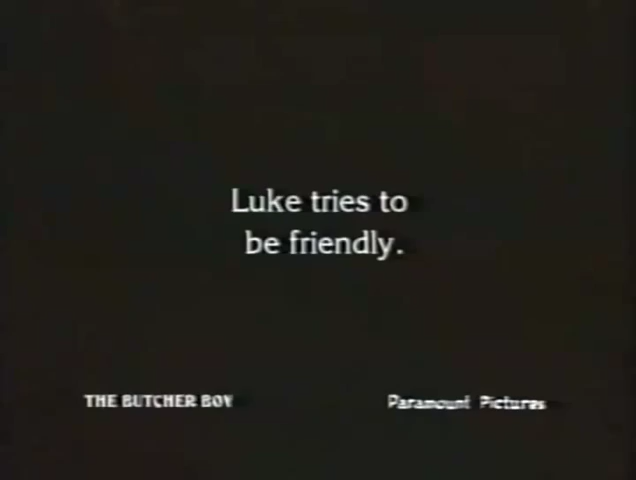 Luke tries to
be friendly.
THE BUTCHER BOY
Paramount Pictures